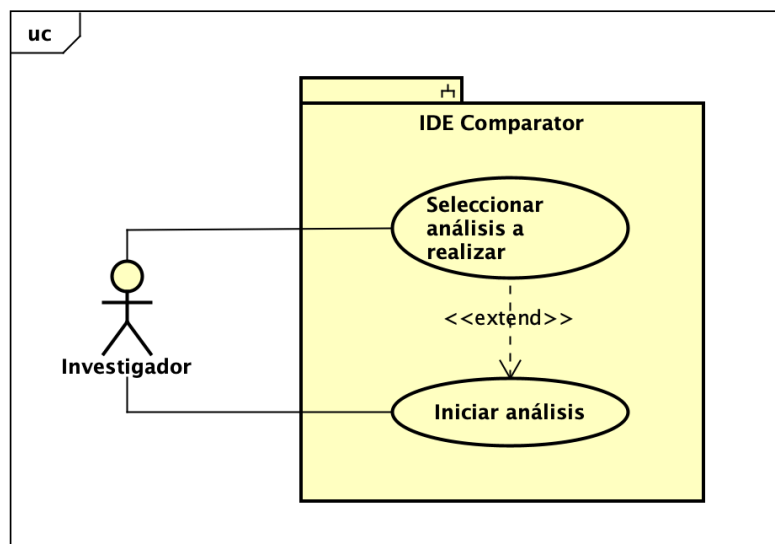 uc
IDE Comparator
Seleccionar
análisis a
realizar
<<extend>>
Investigador
Iniciar análisis